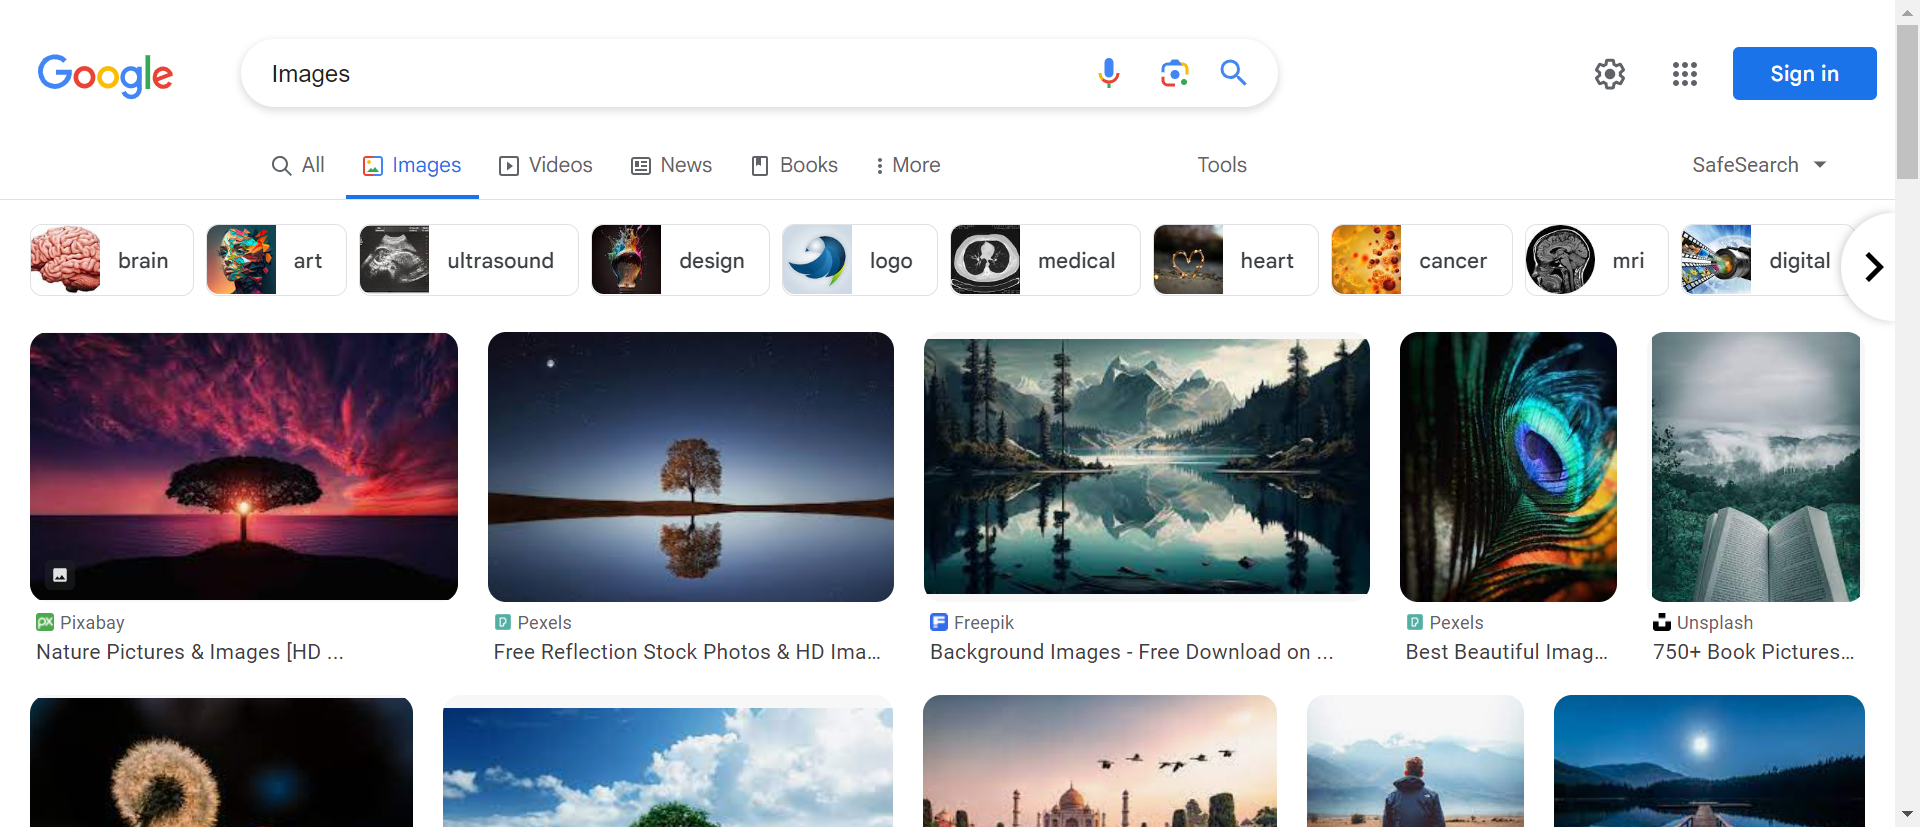 Google
Images
Sign in
All
Images
Videos
News
Books
More
Tools
SafeSearch
brain
art
ultrasound
design
logo
medical
heart
cancer
mri
digital
Pixabay
Nature Pictures & Images [HD ...
Pexels
Free Reflection Stock Photos & HD Ima...
Freepik
Background Images - Free Download on ...
Pexels
Best Beautiful Imag...
Unsplash
750+ Book Pictures...